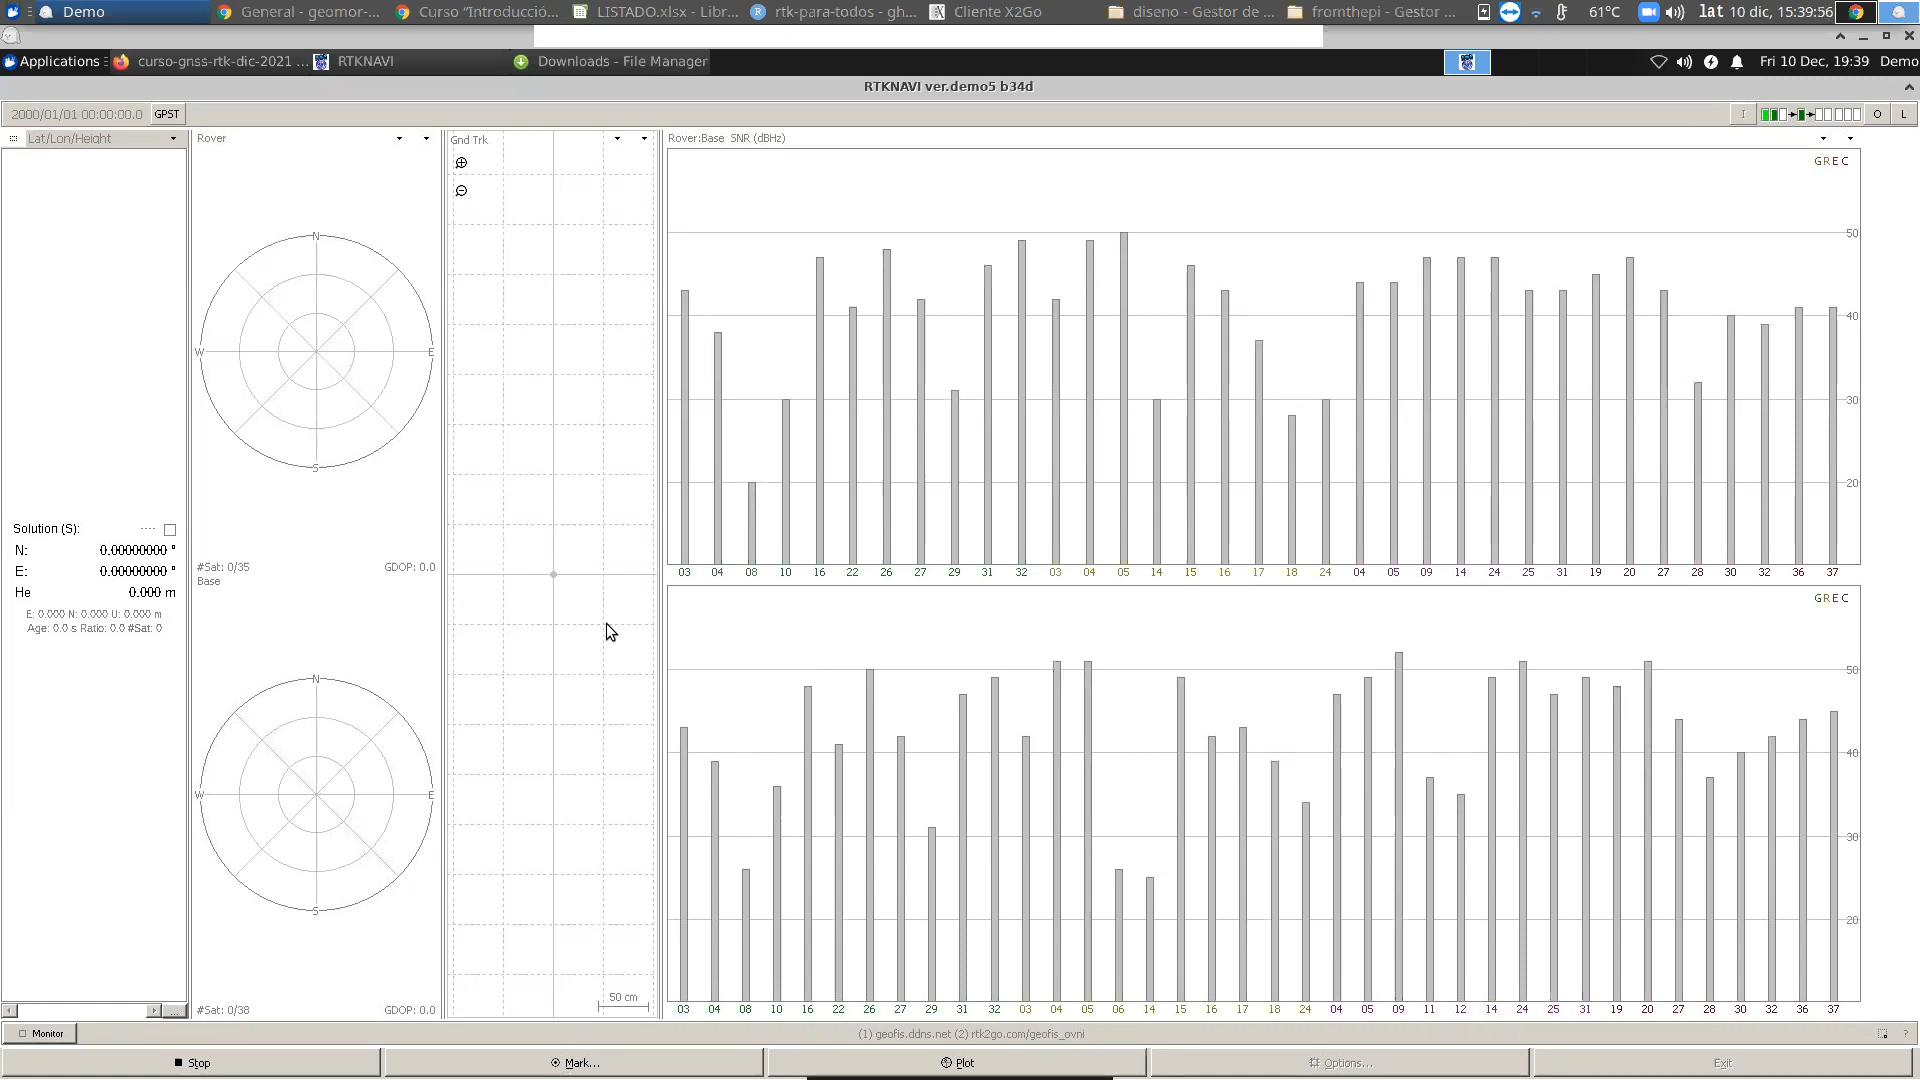 Demo
General - geomor-...
Curso “Introducció...
LISTADO.xlsx - Libr...
rtk-para-todos - gh...
Cliente X2Go
diseno - Gestor de ...
fromthepi - Gestor ...
61°C
lat 10 dic, 15:39:56
Applications
curso-gnss-rtk-dic-2021 ...
RTKNAVI
Downloads - File Manager
Fri 10 Dec, 19:39
Demo
RTKNAVI ver.demo5 b34d
2000/01/01 00:00:00.0
GPST
I
O
L
Lat/Lon/Height
Rover
Gnd Trk
Rover:Base SNR (dBHz)
GREC
50
40
30
20
N
W
E
S
Solution (S):
----
N: 0.00000000 °
E: 0.00000000 °
He 0.000 m
E: 0.000 N: 0.000 U: 0.000 m
Age: 0.0 s Ratio: 0.0 #Sat: 0
#Sat: 0/35
GDOP: 0.0
Base
03 04 08 10 16 22 26 27 29 31 32 03 04 05 14 15 16 17 18 24 04 05 09 14 24 25 31 19 20 27 28 30 32 36 37
GREC
50
40
30
20
N
W
E
S
50 cm
#Sat: 0/38
GDOP: 0.0
03 04 08 10 16 22 26 27 29 31 32 03 04 05 06 14 15 16 17 18 24 04 05 09 11 12 14 24 25 31 19 20 27 28 30 32 36 37
...
Monitor
(1) geofis.ddns.net (2) rtk2go.com/geofis_ovni
?
Stop
Mark...
Plot
Options...
Exit